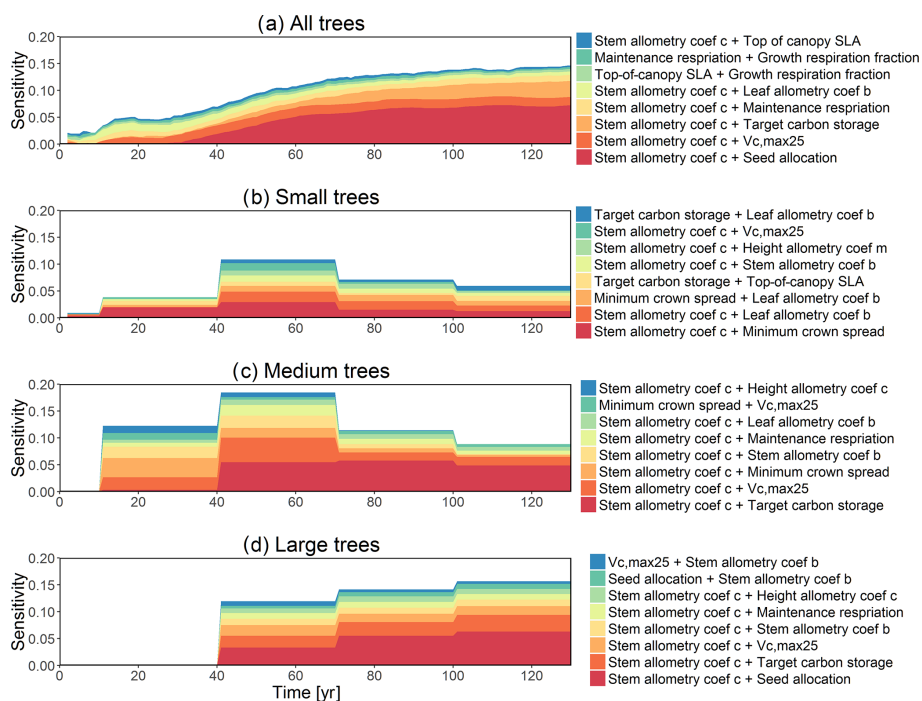 (a) All trees
0.20
0.15
0.10
0.05
0.00
Sensitivity
0 20 40 60 80 100 120
Stem allometry coef c + Top of canopy SLA
Maintenance respriation + Growth respiration fraction
Top-of-canopy SLA + Growth respiration fraction
Stem allometry coef c + Leaf allometry coef b
Stem allometry coef c + Maintenance respriation
Stem allometry coef c + Target carbon storage
Stem allometry coef c + Vc,max25
Stem allometry coef c + Seed allocation
(b) Small trees
0.20
0.15
0.10
0.05
0.00
Sensitivity
0 20 40 60 80 100 120
Target carbon storage + Leaf allometry coef b
Stem allometry coef c + Vc,max25
Stem allometry coef c + Height allometry coef m
Stem allometry coef c + Stem allometry coef b
Target carbon storage + Top-of-canopy SLA
Minimum crown spread + Leaf allometry coef b
Stem allometry coef c + Leaf allometry coef b
Stem allometry coef c + Minimum crown spread
(c) Medium trees
0.20
0.15
0.10
0.05
0.00
Sensitivity
0 20 40 60 80 100 120
Stem allometry coef c + Height allometry coef c
Minimum crown spread + Vc,max25
Stem allometry coef c + Leaf allometry coef b
Stem allometry coef c + Maintenance respriation
Stem allometry coef c + Stem allometry coef b
Stem allometry coef c + Minimum crown spread
Stem allometry coef c + Vc,max25
Stem allometry coef c + Target carbon storage
(d) Large trees
0.20
0.15
0.10
0.05
0.00
Sensitivity
0 20 40 60 80 100 120
Time [yr]
Vc,max25 + Stem allometry coef b
Seed allocation + Stem allometry coef b
Stem allometry coef c + Height allometry coef c
Stem allometry coef c + Maintenance respriation
Stem allometry coef c + Stem allometry coef b
Stem allometry coef c + Vc,max25
Stem allometry coef c + Target carbon storage
Stem allometry coef c + Seed allocation